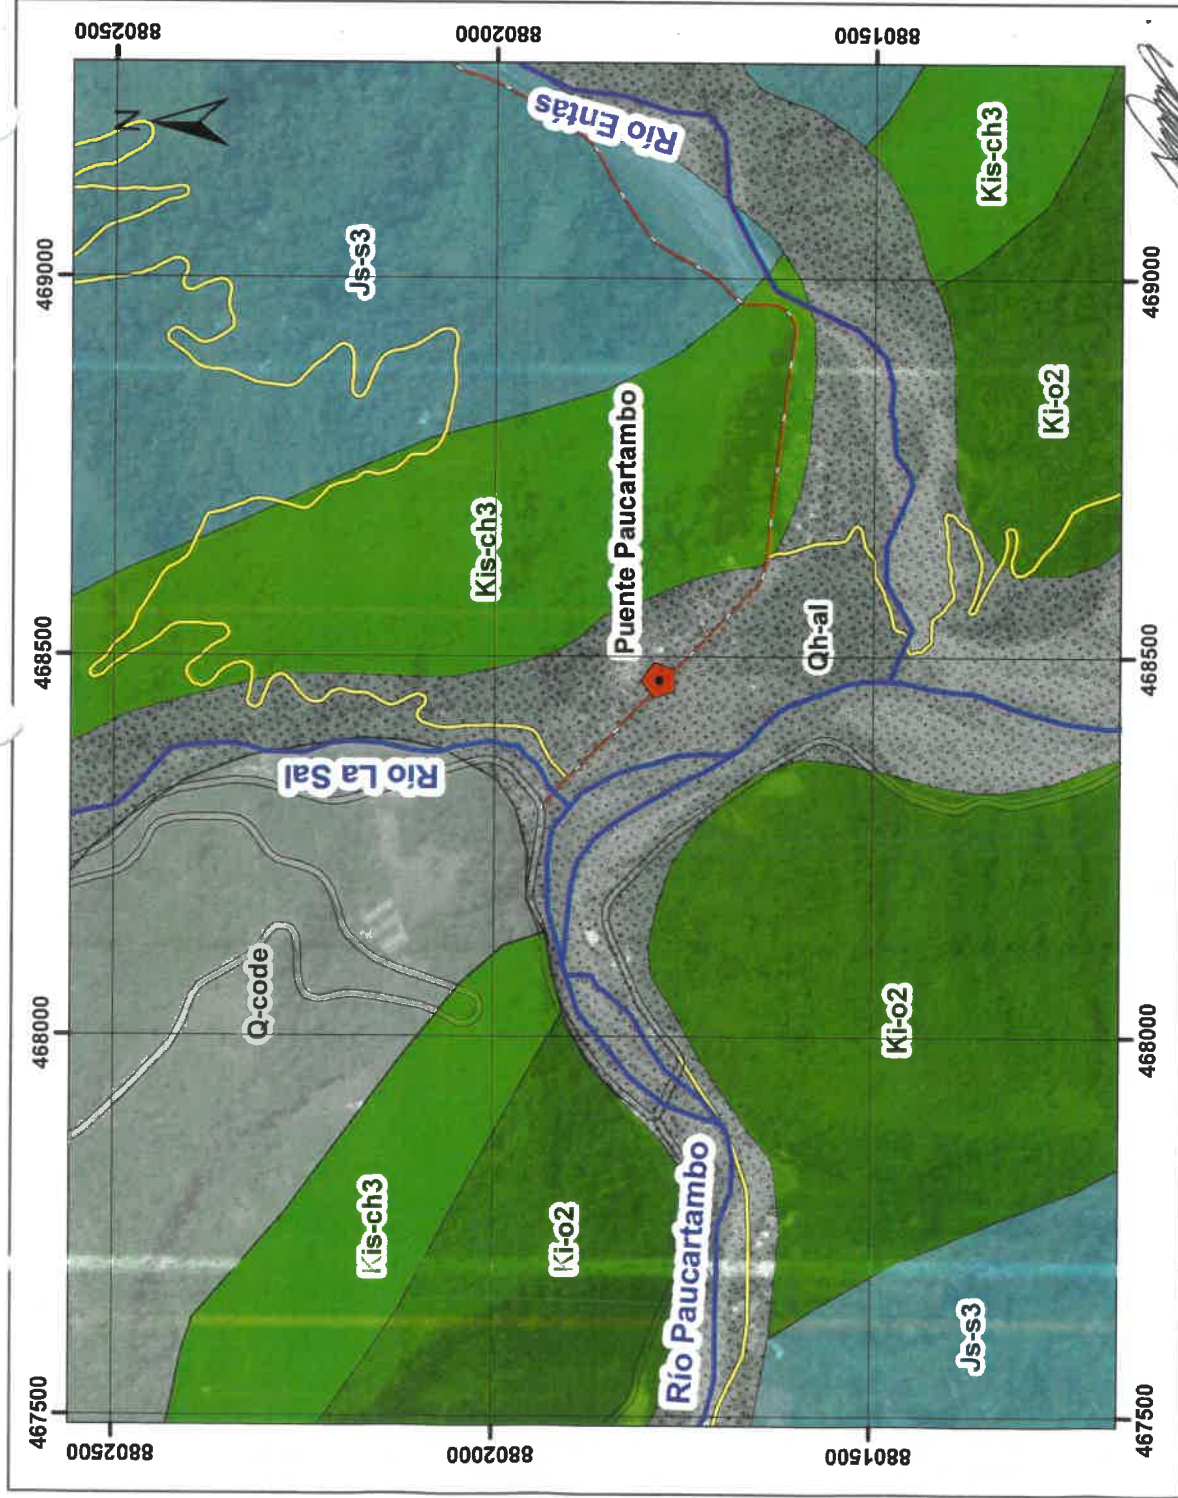 467500
468000
468500
469000
8802500
8802500
N
Js-s3
Q-code
Río La Sal
Kis-ch3
Kis-ch3
8802000
8802000
Río Entás
Ki-o2
Puente Paucartambo
Río Paucartambo
Qh-al
Ki-o2
Js-s3
Kis-ch3
Ki-o2
8801500
8801500
467500
468000
468500
469000